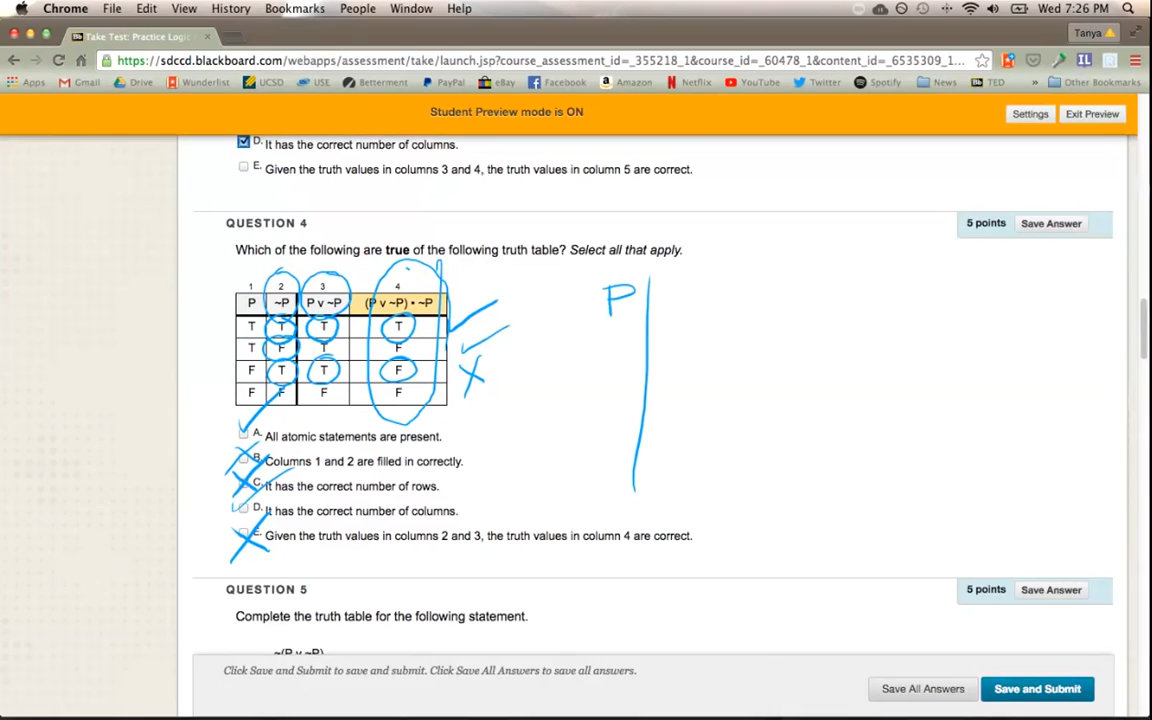 Chrome File Edit View History Bookmarks People Window Help Wed 7:26 PM
Take Test: Practice Logic Tanya
https://sdccd.blackboard.com/webapps/assessment/take/launch.jsp?course_assessment_id=_355218_1&course_id=_60478_1&content_id=_6535309_1...
Apps Gmail Drive Wunderlist UCSD USE Betterment PayPal eBay Facebook Amazon Netflix YouTube Twitter Spotify News TED » Other Bookmarks
Student Preview mode is ON Settings Exit Preview
D. It has the correct number of columns.
E. Given the truth values in columns 3 and 4, the truth values in column 5 are correct.
QUESTION 4 5 points Save Answer
Which of the following are true of the following truth table? Select all that apply.
1 2 3 4 P
P ~P P v ~P (P v ~P) • ~P
T T T T
T F T F
F T T F
F F F F
A. All atomic statements are present.
B. Columns 1 and 2 are filled in correctly.
C. It has the correct number of rows.
D. It has the correct number of columns.
E. Given the truth values in columns 2 and 3, the truth values in column 4 are correct.
QUESTION 5 5 points Save Answer
Complete the truth table for the following statement.
~(P v ~P)
Click Save and Submit to save and submit. Click Save All Answers to save all answers.
Save All Answers Save and Submit